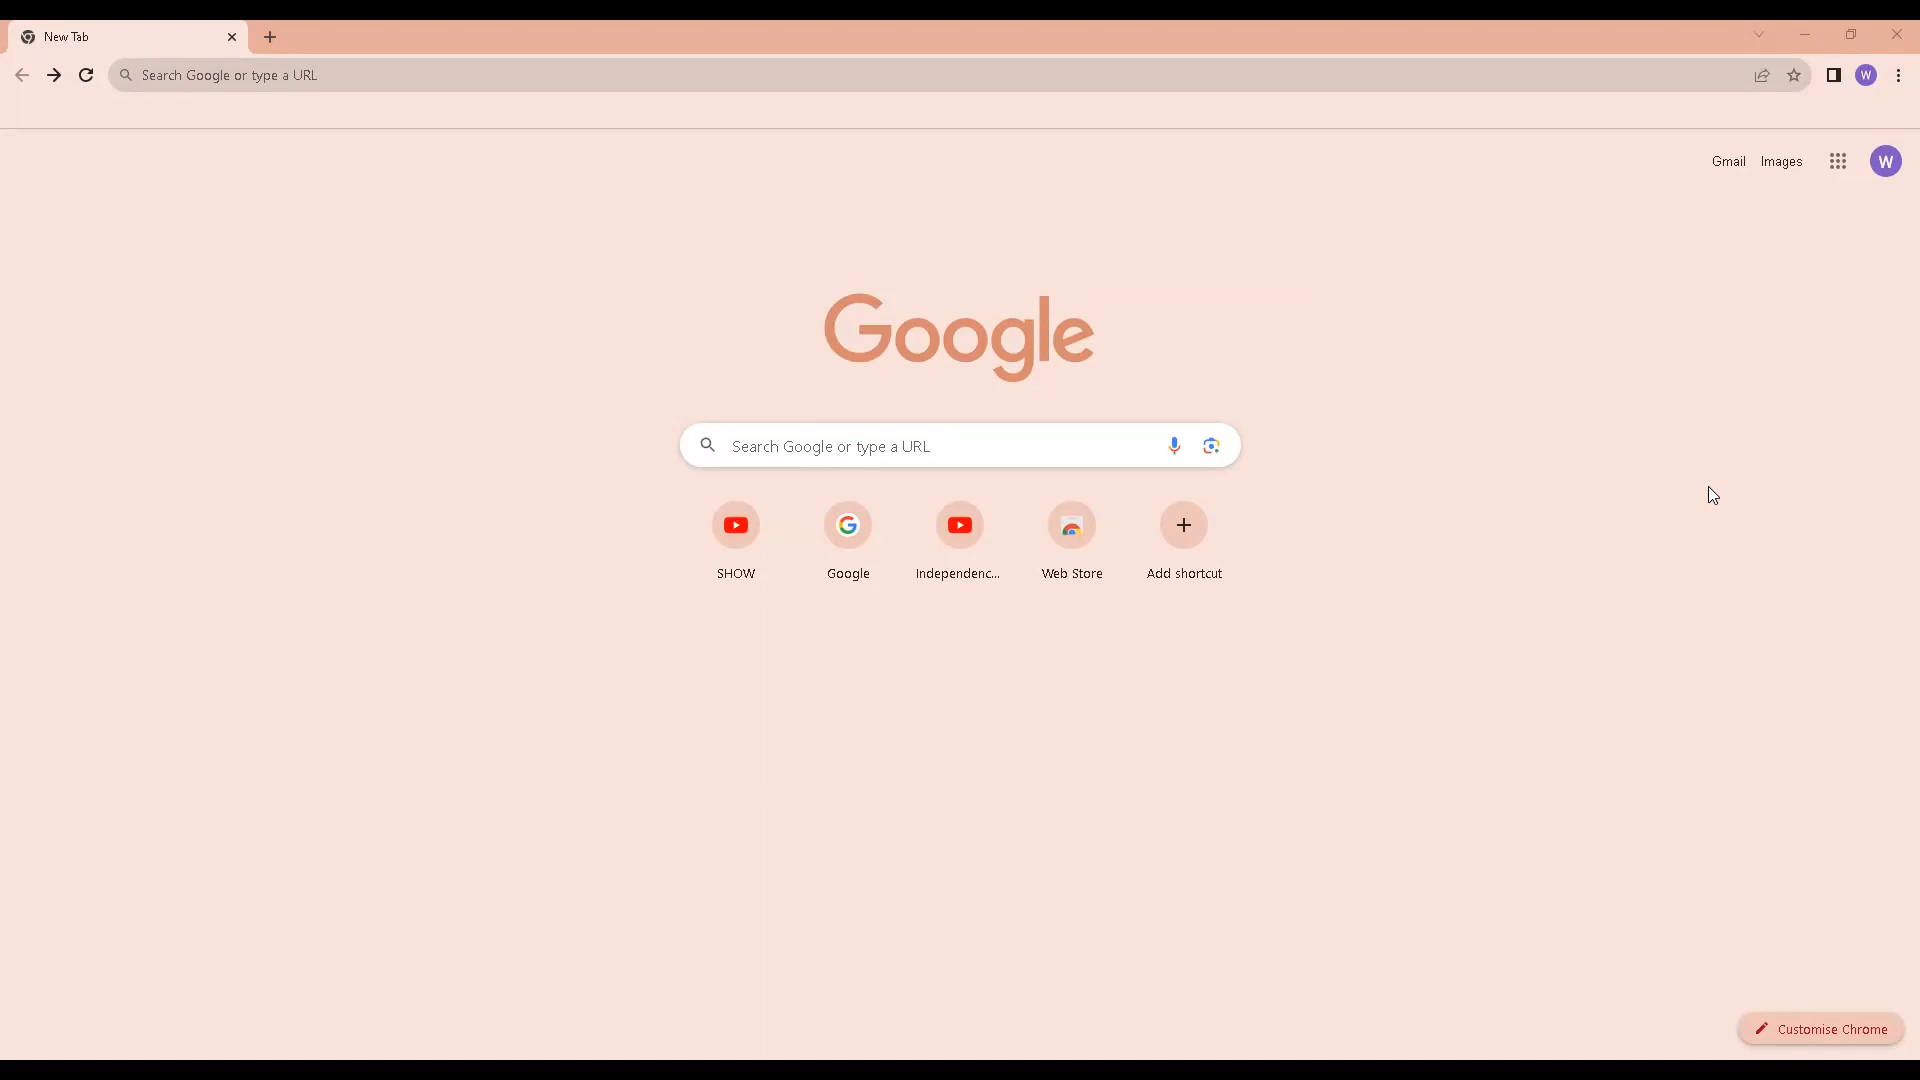 New Tab
Search Google or type a URL
W
Gmail Images
W
Google
Search Google or type a URL
SHOW
Google
Independenc...
Web Store
Add shortcut
Customise Chrome